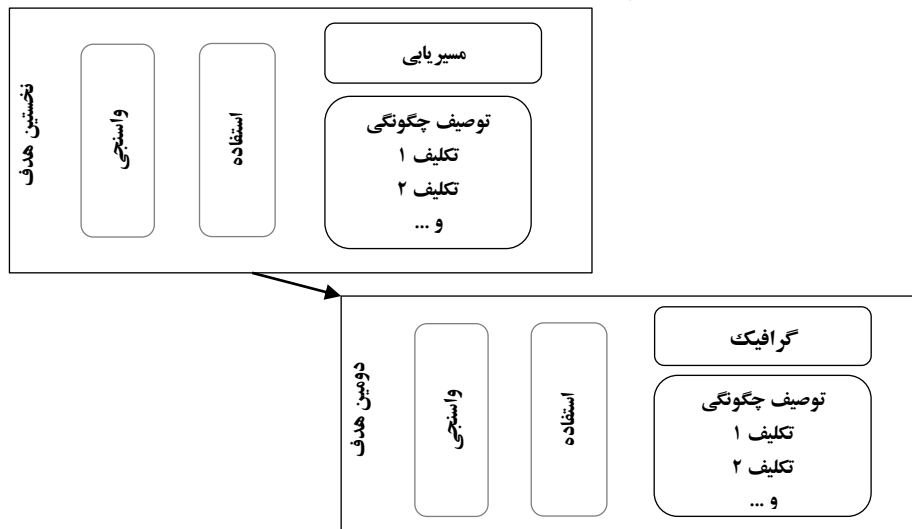 مسیریابی
توصیف چگونگی
تکلیف ۱
تکلیف ۲
و ...
استفاده
واسنجی
نخستین هدف
گرافیک
توصیف چگونگی
تکلیف ۱
تکلیف ۲
و ...
استفاده
واسنجی
دومین هدف